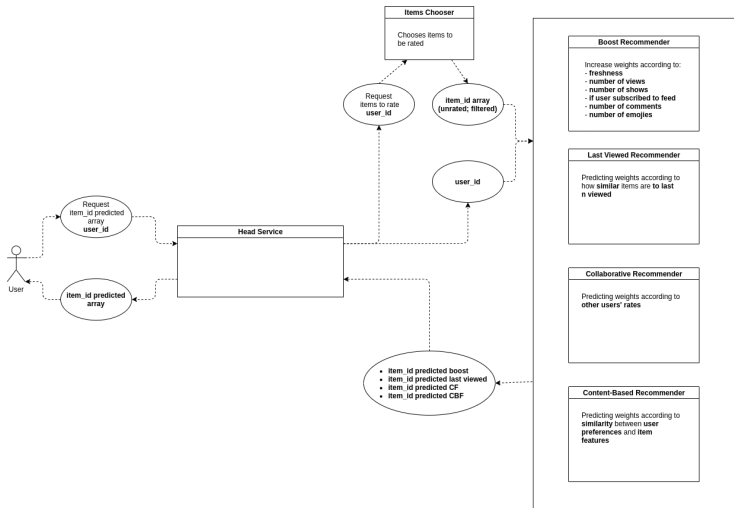 Items Chooser
Chooses items to
be rated
Request
items to rate
user_id
item_id array
(unrated; filtered)
user_id
Request
item_id predicted
array
user_id
Head Service
User
item_id predicted
array
• item_id predicted boost
• item_id predicted last viewed
• item_id predicted CF
• item_id predicted CBF
Boost Recommender
Increase weights according to:
- freshness
- number of views
- number of shows
- if user subscribed to feed
- number of comments
- number of emojies
Last Viewed Recommender
Predicting weights according to
how similar items are to last
n viewed
Collaborative Recommender
Predicting weights according to
other users' rates
Content-Based Recommender
Predicting weights according to
similarity between user
preferences and item
features